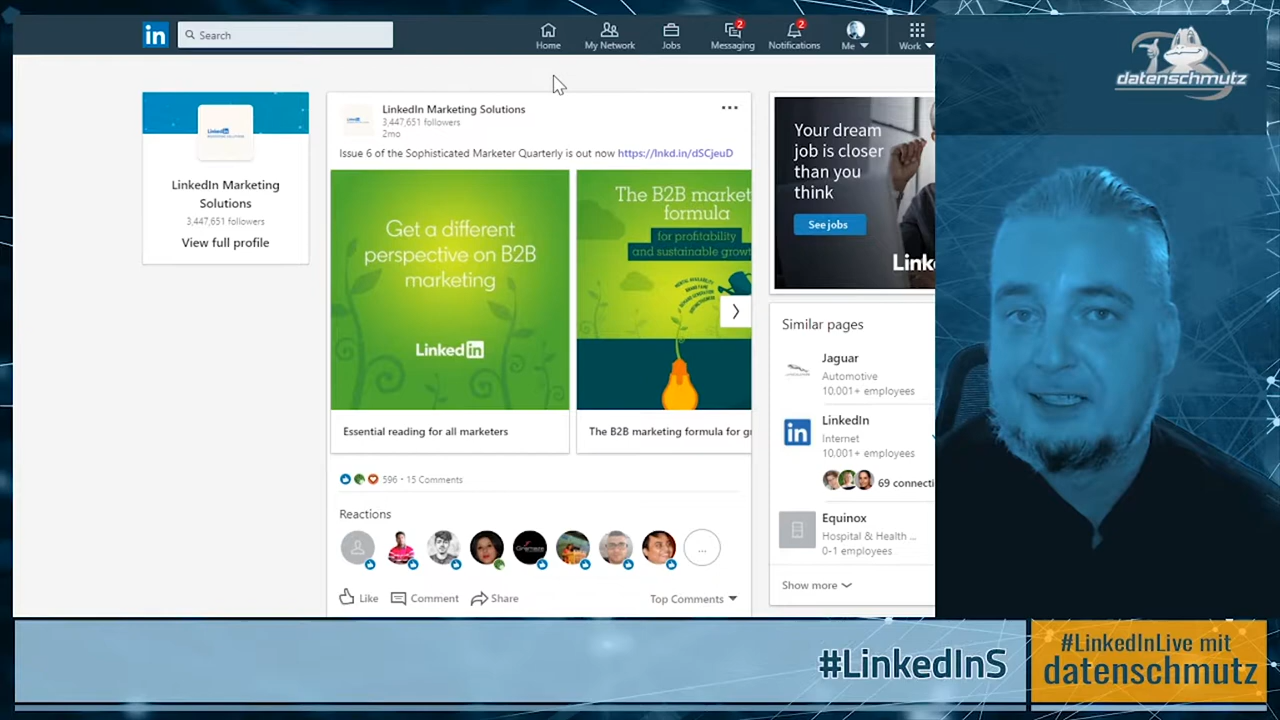 in
Search
Home
My Network
Jobs
2
Messaging
2
Notifications
Me
Work
datenschmutz
LinkedIn Marketing
Solutions
3,447,651 followers
View full profile
LinkedIn Marketing Solutions
3,447,651 followers
2mo
Issue 6 of the Sophisticated Marketer Quarterly is out now https://lnkd.in/dSCjeuD
Get a different
perspective on B2B
marketing
Linked in
Essential reading for all marketers
The B2B market
formula
for profitability
and sustainable growt
The B2B marketing formula for gr
596 · 15 Comments
Reactions
...
Like
Comment
Share
Top Comments
Your dream
job is closer
than you
think
See jobs
Link
Similar pages
Jaguar
Automotive
10,001+ employees
in
LinkedIn
Internet
10,001+ employees
69 connecti
Equinox
Hospital & Health ...
0-1 employees
Show more
#LinkedInS
#LinkedInLive mit
datenschmutz